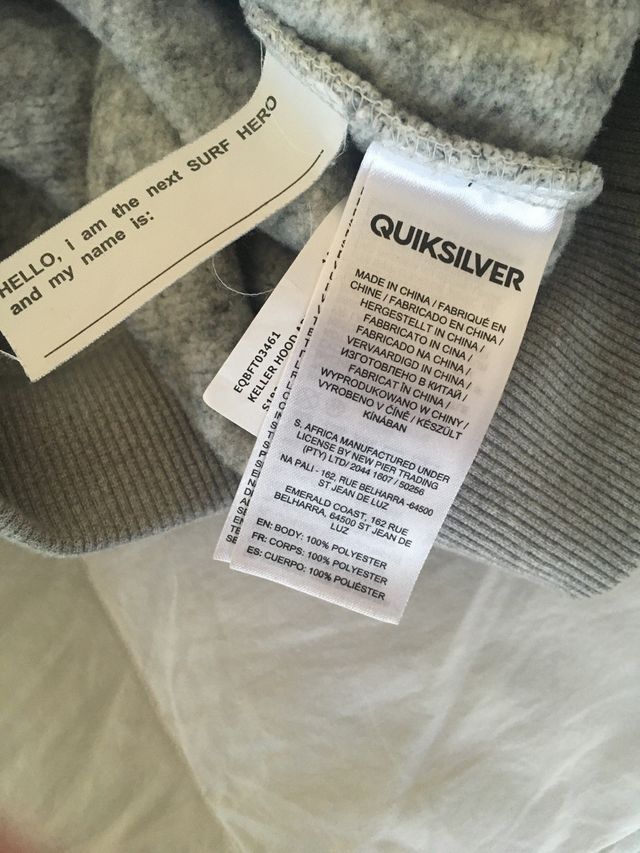 HELLO, i am the next SURF HERO
and my name is:
EQBFT03461
KELLER HOOD
QUIKSILVER
MADE IN CHINA / FABRIQUÉ EN
CHINE / FABRICADO EN CHINA /
HERGESTELLT IN CHINA /
FABBRICATO IN CINA /
FABRICADO NA CHINA /
VERVAARDIGD IN CHINA /
ИЗГОТОВЛЕНО В КИТАЙ /
FABRICAT ÎN CHINA /
WYPRODUKOWANO W CHINY /
VYROBENO V ČÍNĚ / KÉSZÜLT
KÍNÁBAN
S. AFRICA MANUFACTURED UNDER
LICENSE BY NEW PIER TRADING
(PTY) LTD/ 2044 1607 / 50256
NA PALI - 162, RUE BELHARRA -64500
ST JEAN DE LUZ
EMERALD COAST, 162 RUE
BELHARRA, 64500 ST JEAN DE
LUZ
EN: BODY: 100% POLYESTER
FR: CORPS: 100% POLYESTER
ES: CUERPO: 100% POLIÉSTER